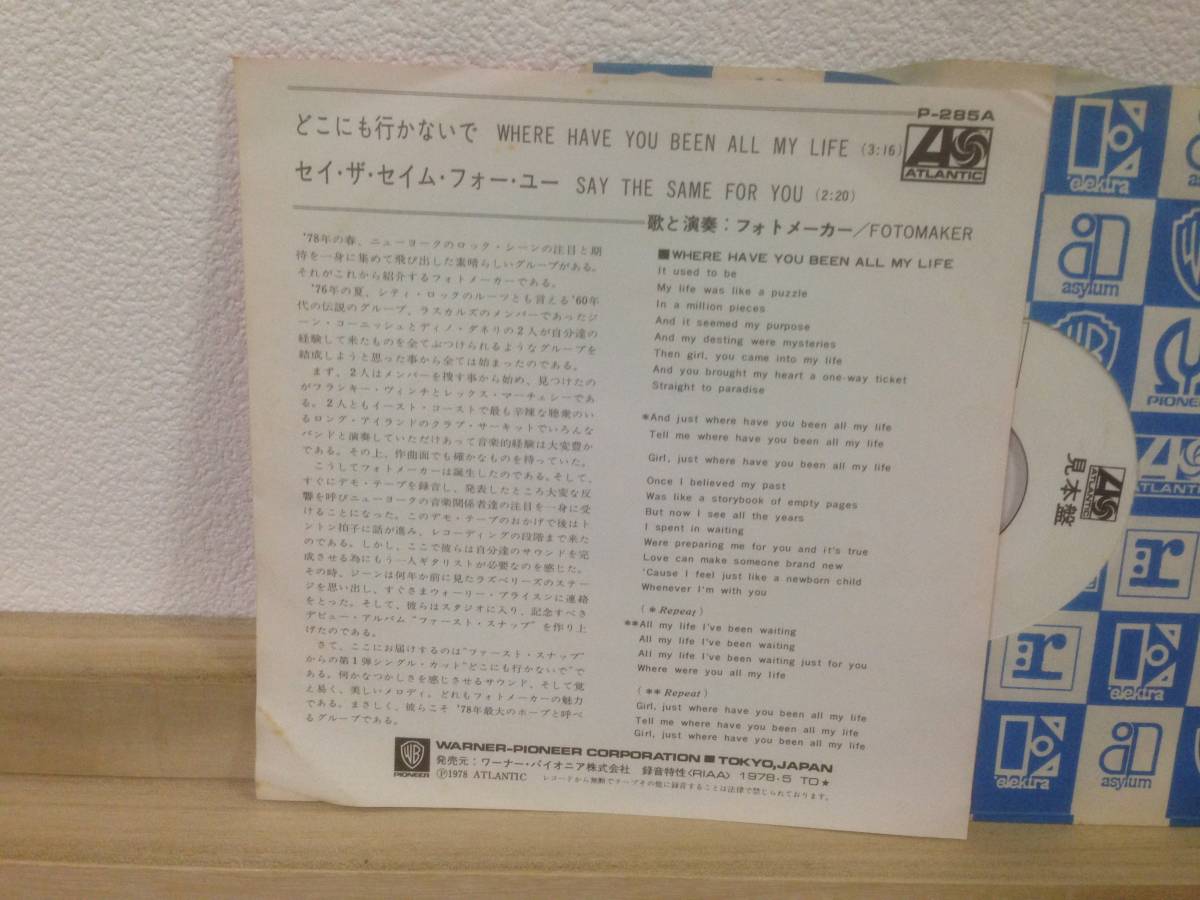 P-285A
どこにも行かないで WHERE HAVE YOU BEEN ALL MY LIFE (3:16)
セイ・ザ・セイム・フォー・ユー SAY THE SAME FOR YOU (2:20)
ATLANTIC
歌と演奏：フォトメーカー／FOTOMAKER
'78年の春、ニューヨークのロック・シーンの注目と期
待を一身に集めて飛び出した素晴らしいグループがある。
それがこれから紹介するフォトメーカーである。
'76年の夏、シティ・ロックのルーツとも言える'60年
代の伝説のグループ、ラスカルズのメンバーであったジ
ーン・コーニッシュとディノ・ダネリの2人が自分達の
経験して来たものを全てぶつけられるようなグループを
結成しようと思った事から全ては始まったのである。
まず、2人はメンバーを捜す事から始め、見つけたの
がフランキー・ヴィンチとレックス・マーチェシーであ
る。2人ともイースト・コーストで最も辛辣な聴衆のい
るロング・アイランドのクラブ・サーキットでいろんな
バンドと演奏していただけあって音楽的経験は大変豊か
である。その上、作曲面でも確かなものを持っていた。
こうしてフォトメーカーは誕生したのである。そして、
すぐにデモ・テープを録音し、発表したところ大変な反
響を呼びニューヨークの音楽関係者達の注目を一身に受
けることになった。このデモ・テープのおかげで後はト
ントン拍子に話が進み、レコーディングの段階まで来た
のである。しかし、ここで彼らは自分達のサウンドを完
成させる為にもう一人ギタリストが必要なのを感じた。
その時、ジーンは何年か前に見たラズベリーズのステー
ジを思い出し、すぐさまウォーリー・ブライスンに連絡
をとった。そして、彼らはスタジオに入り、記念すべき
デビュー・アルバム“ファースト・スナップ”を作り上
げたのである。
さて、ここにお届けするのは“ファースト・スナップ”
からの第1弾シングル・カット“どこにも行かないで”で
ある。何かなつかしさを感じさせるサウンド、そして覚
え易く、美しいメロディ。どれもフォトメーカーの魅力
である。まさしく、彼らこそ'78年最大のホープと呼べ
るグループである。
■WHERE HAVE YOU BEEN ALL MY LIFE
It used to be
My life was like a puzzle
In a million pieces
And it seemed my purpose
And my desting were mysteries
Then girl, you came into my life
And you brought my heart a one-way ticket
Straight to paradise
*And just where have you been all my life
Tell me where have you been all my life
Girl, just where have you been all my life
Once I believed my past
Was like a storybook of empty pages
But now I see all the years
I spent in waiting
Were preparing me for you and it's true
Love can make someone brand new
'Cause I feel just like a newborn child
Whenever I'm with you
(* Repeat)
**All my life I've been waiting
All my life I've been waiting
All my life I've been waiting just for you
Where were you all my life
(** Repeat)
Girl, just where have you been all my life
Tell me where have you been all my life
Girl, just where have you been all my life
PIONEER
WARNER-PIONEER CORPORATION ■ TOKYO, JAPAN
発売元：ワーナー・パイオニア株式会社 録音特性〈RIAA〉 1978・5 TO★
Ⓟ1978 ATLANTIC レコードから無断でテープその他に録音することは法律で禁じられております。
ATLANTIC
見本盤
elektra
asylum
PIONEER
ATLANTIC
elektra
asylum
elektra
asylum